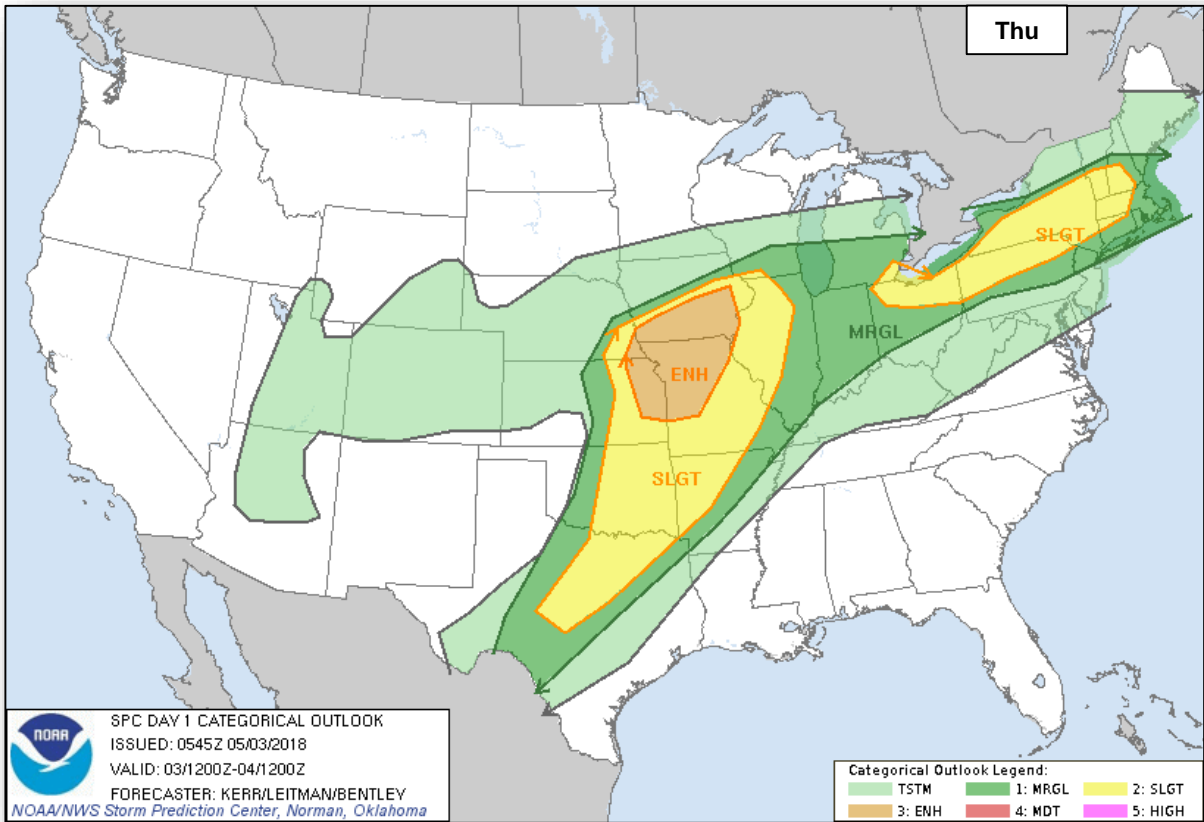 Thu
SLGT
MRGL
ENH
SLGT
SPC DAY 1 CATEGORICAL OUTLOOK
ISSUED: 0545Z 05/03/2018
VALID: 03/1200Z-04/1200Z
FORECASTER: KERR/LEITMAN/BENTLEY
NOAA/NWS Storm Prediction Center, Norman, Oklahoma
NOAA
Categorical Outlook Legend:
TSTM 1: MRGL 2: SLGT
3: ENH 4: MDT 5: HIGH